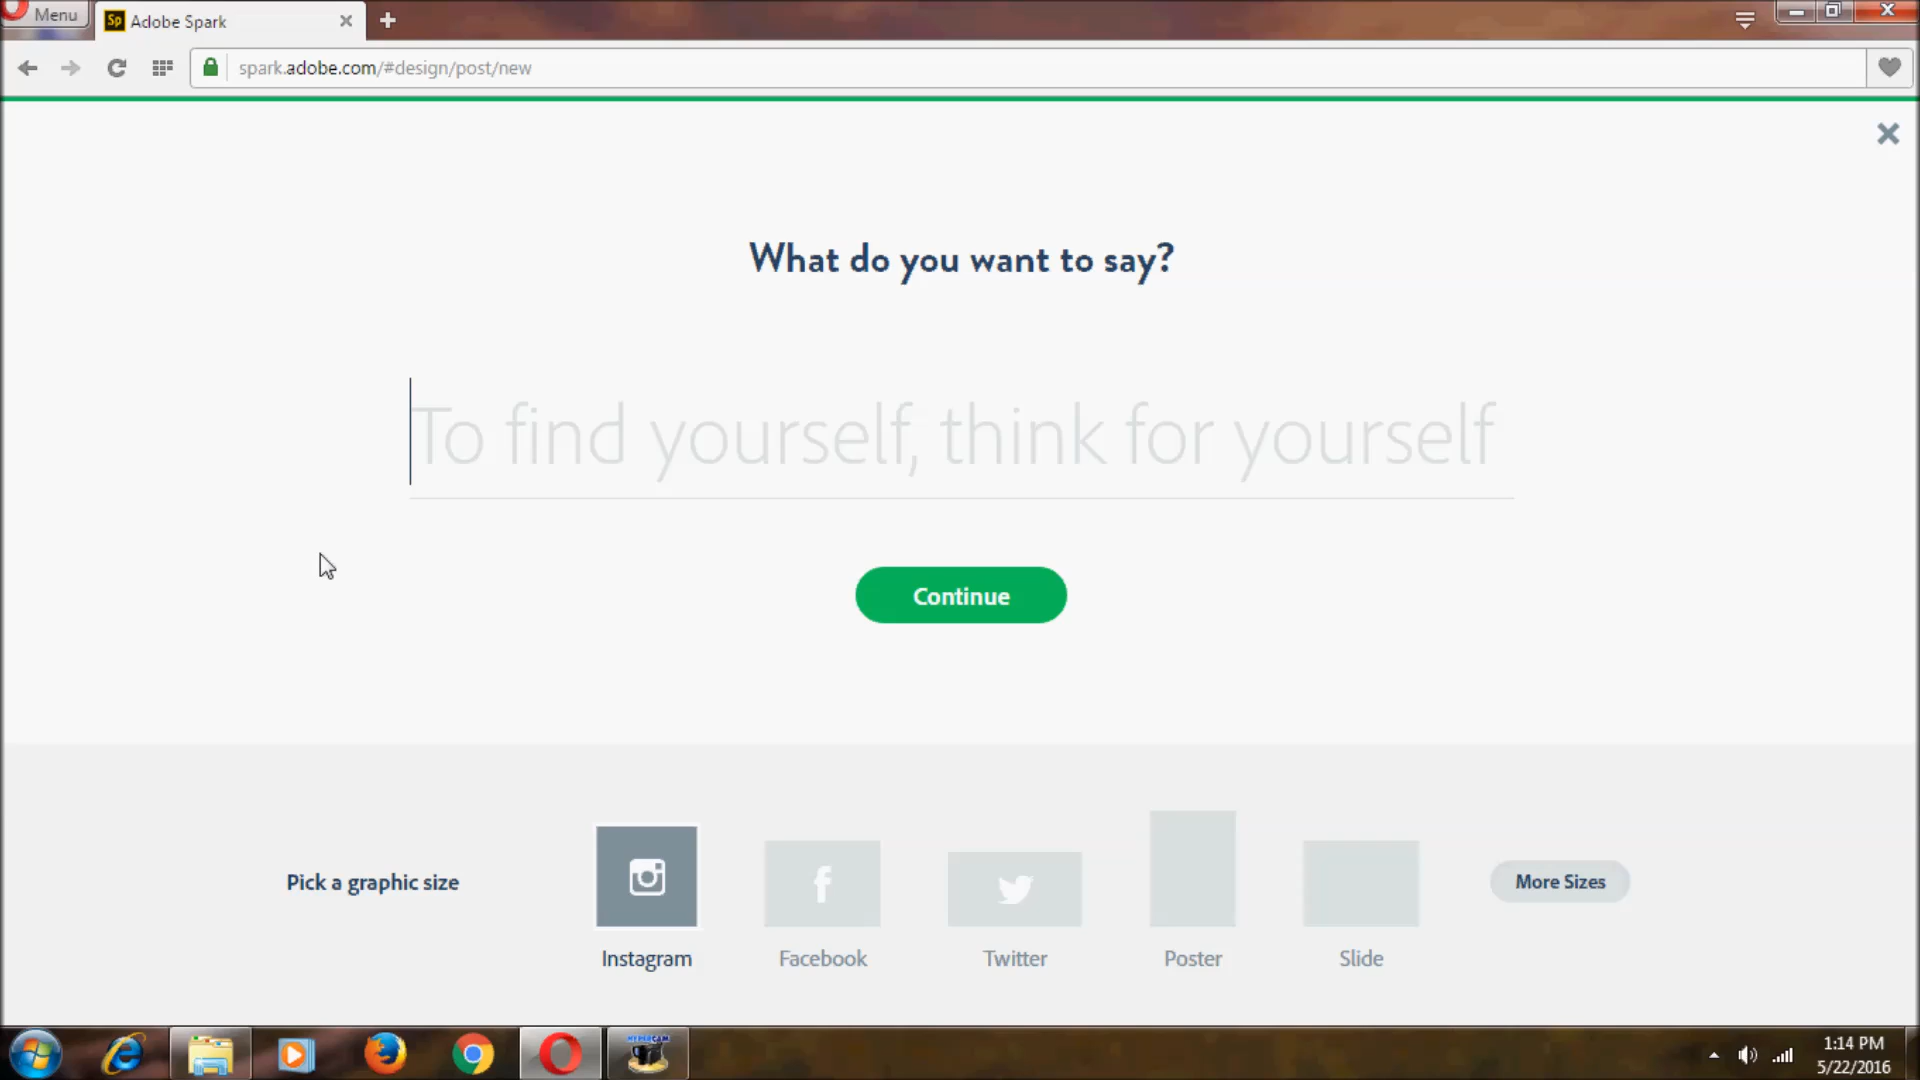 Menu
Sp Adobe Spark
spark.adobe.com/#design/post/new
What do you want to say?
To find yourself, think for yourself
Continue
Pick a graphic size
More Sizes
Instagram
Facebook
Twitter
Poster
Slide
HYPERCAM
1:14 PM
5/22/2016